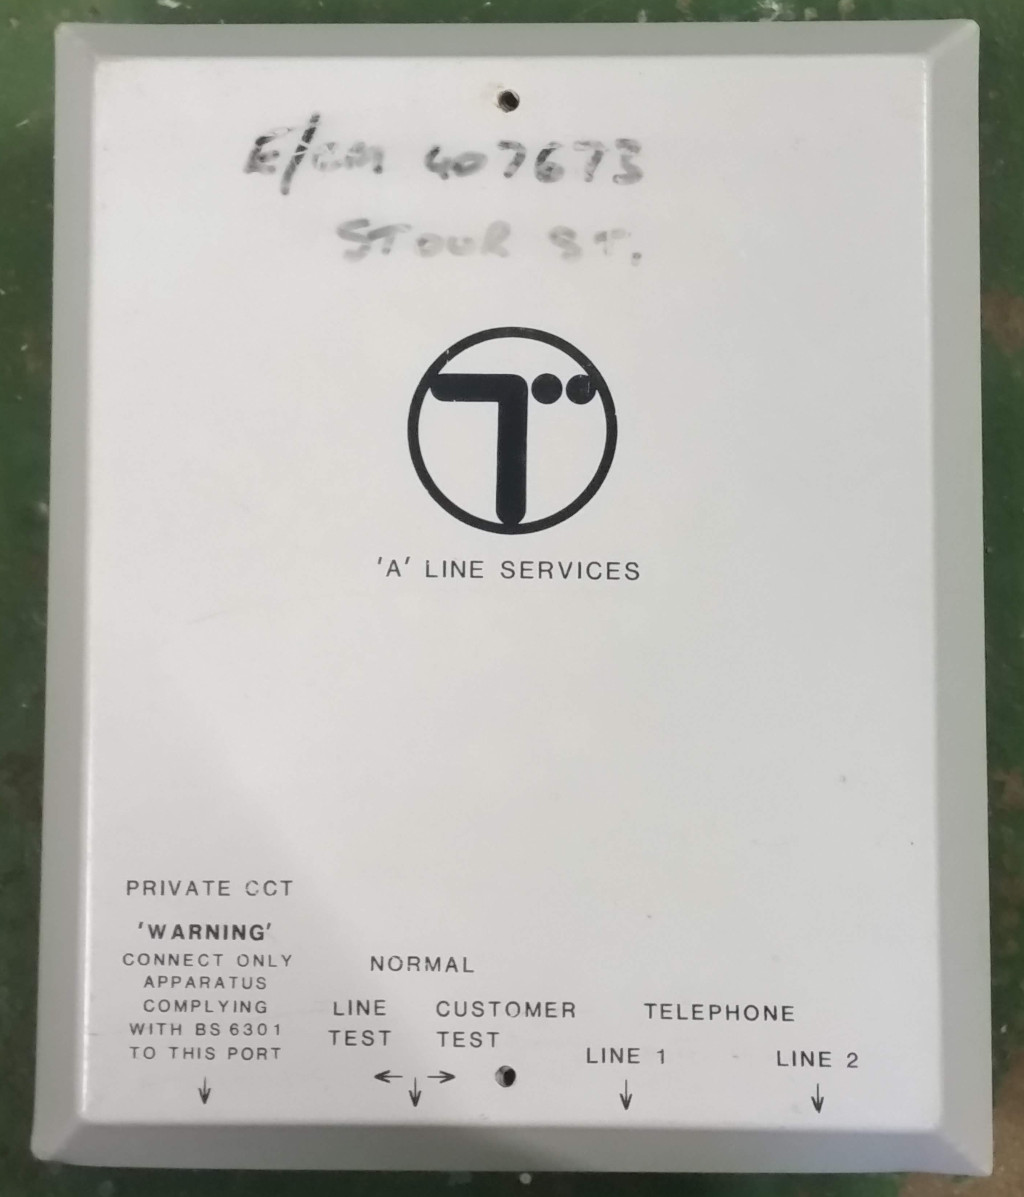 E/CM 407673
STOUR ST.
'A' LINE SERVICES
PRIVATE CCT
'WARNING'
CONNECT ONLY
APPARATUS
COMPLYING
WITH BS 6301
TO THIS PORT
NORMAL
LINE TEST
CUSTOMER TEST
TELEPHONE
LINE 1
LINE 2